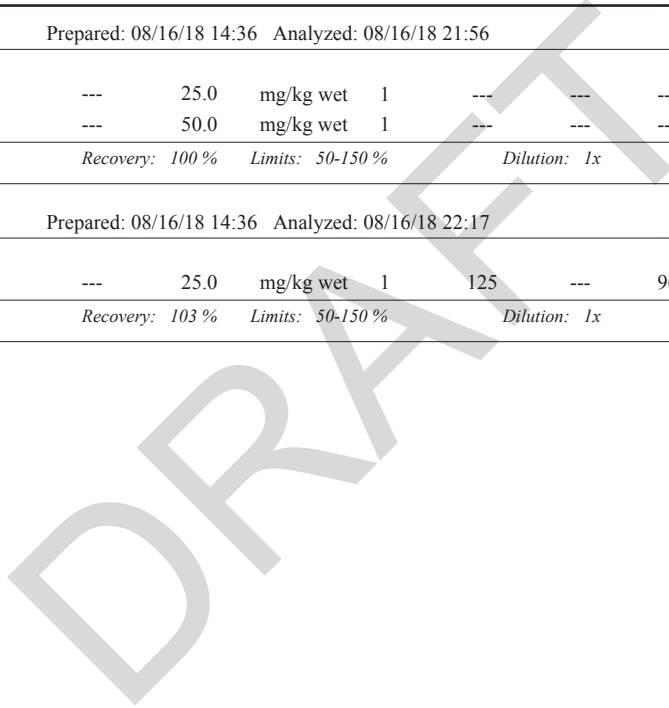 Prepared: 08/16/18 14:36 Analyzed: 08/16/18 21:56
--- 25.0 mg/kg wet 1 --- ---
--- 50.0 mg/kg wet 1 --- ---
Recovery: 100 % Limits: 50-150 % Dilution: 1x
Prepared: 08/16/18 14:36 Analyzed: 08/16/18 22:17
--- 25.0 mg/kg wet 1 125 ---
Recovery: 103 % Limits: 50-150 % Dilution: 1x
DRAFT